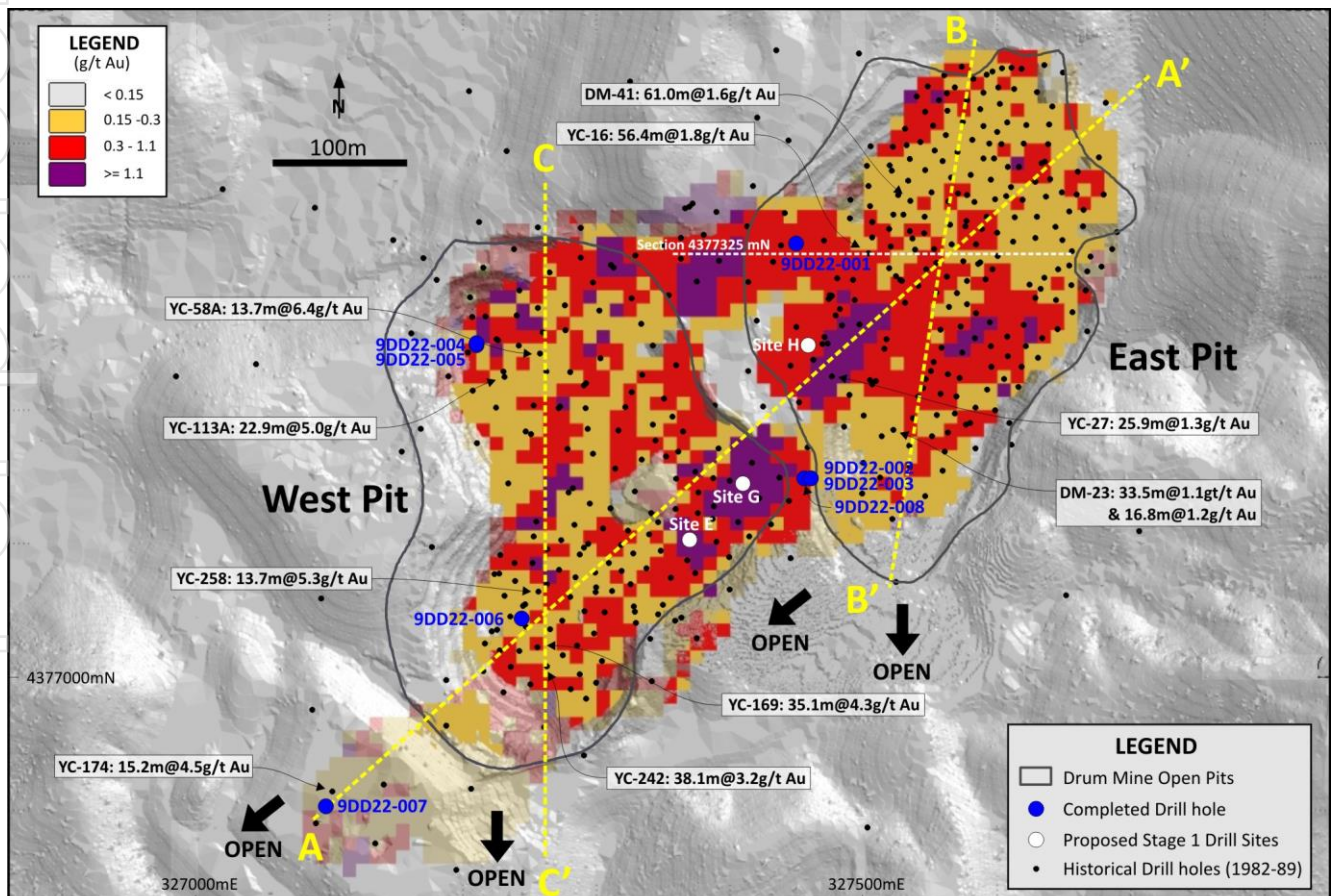 LEGEND
(g/t Au)
< 0.15
0.15 -0.3
0.3 - 1.1
>= 1.1
N
100m
DM-41: 61.0m@1.6g/t Au
YC-16: 56.4m@1.8g/t Au
B
A'
C
Section 4377325 mN
9DD22-001
YC-58A: 13.7m@6.4g/t Au
9DD22-004
9DD22-005
Site H
East Pit
YC-113A: 22.9m@5.0g/t Au
YC-27: 25.9m@1.3g/t Au
West Pit
9DD22-002
9DD22-003
9DD22-008
Site G
DM-23: 33.5m@1.1gt/t Au
& 16.8m@1.2g/t Au
Site E
YC-258: 13.7m@5.3g/t Au
B'
9DD22-006
OPEN
OPEN
4377000mN
YC-169: 35.1m@4.3g/t Au
YC-174: 15.2m@4.5g/t Au
YC-242: 38.1m@3.2g/t Au
9DD22-007
A
OPEN
OPEN
C'
327000mE
327500mE
LEGEND
Drum Mine Open Pits
Completed Drill hole
Proposed Stage 1 Drill Sites
Historical Drill holes (1982-89)